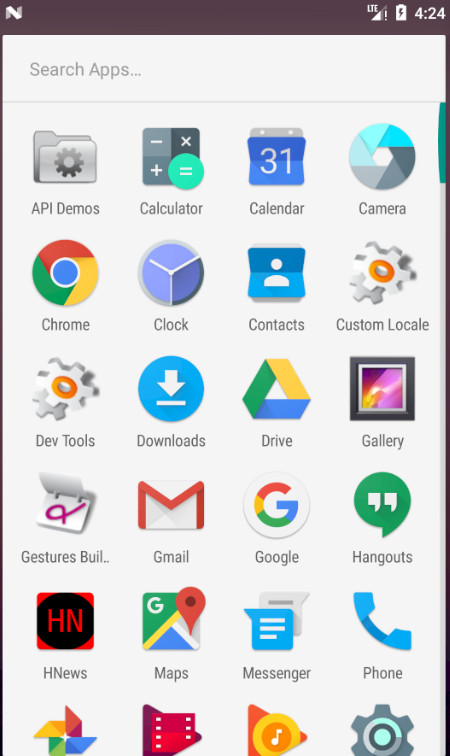 LTE 4:24
Search Apps…
31
API Demos Calculator Calendar Camera
Chrome Clock Contacts Custom Locale
Dev Tools Downloads Drive Gallery
G
Gestures Buil.. Gmail Google Hangouts
HN G
HNews Maps Messenger Phone